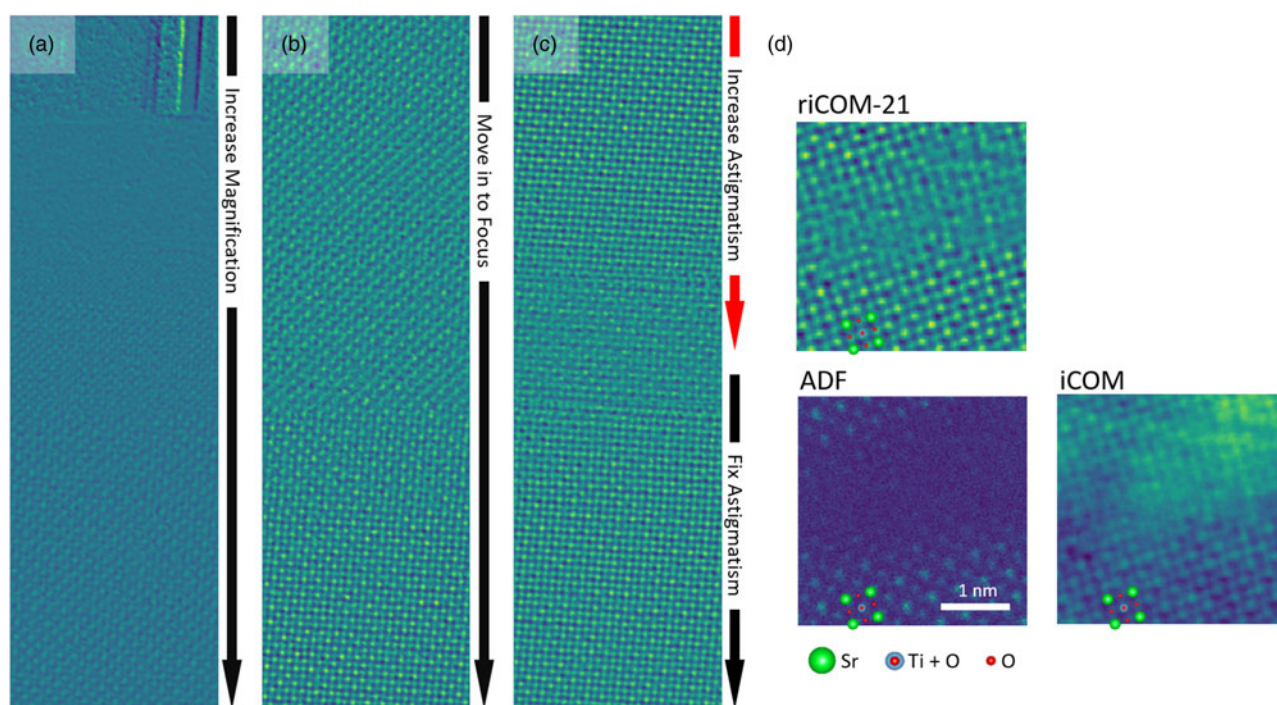 (a)
Increase Magnification
(b)
Move in to Focus
(c)
Increase Astigmatism
Fix Astigmatism
(d)
riCOM-21
ADF
iCOM
1 nm
Sr
Ti + O
O